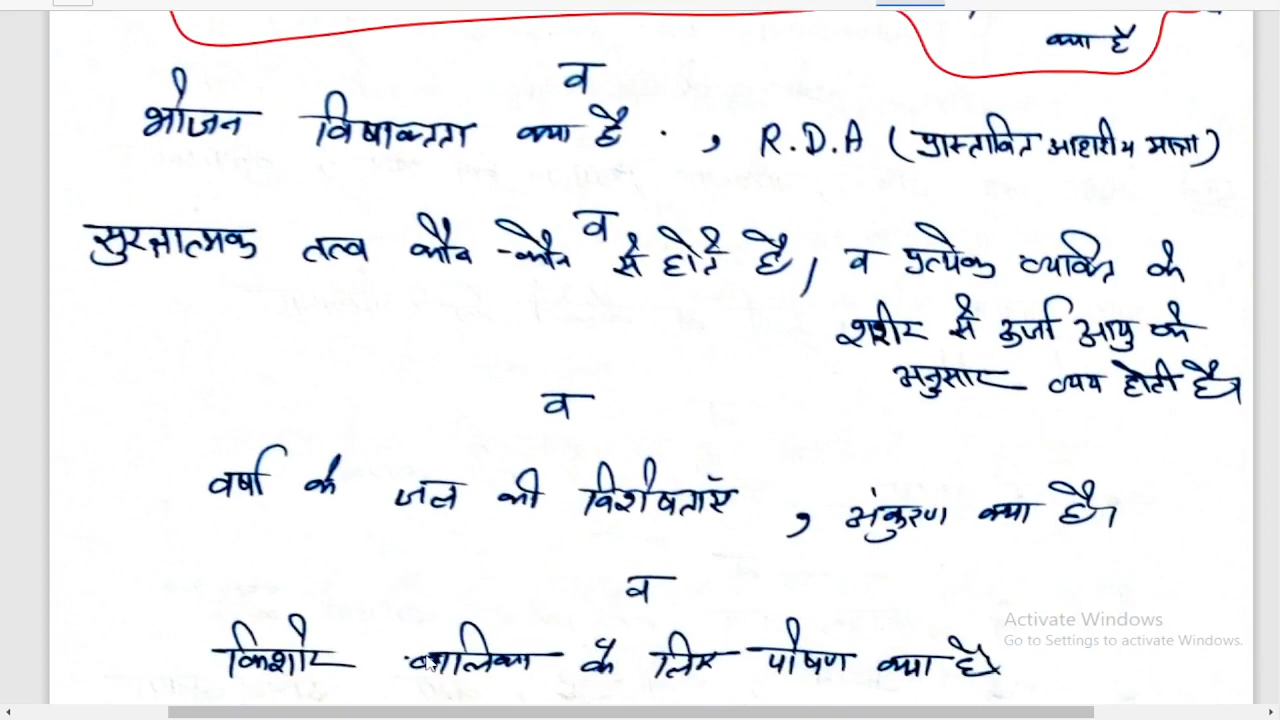 क्या है
व
भोजन विषाक्तता क्या है . , R.D.A (प्रास्तावित आहारीय मात्रा)
व
सुरक्षात्मक तत्व कौन-कौन से होते है, व प्रत्येक व्यक्ति के
शरीर से ऊर्जा आयु के
अनुसार व्यय होती है।
व
वर्षा के जल की विशेषताएँ , अंकुरण क्या है।
व
किशोर बालिका के लिए पोषण क्या है
Activate Windows
Go to Settings to activate Windows.